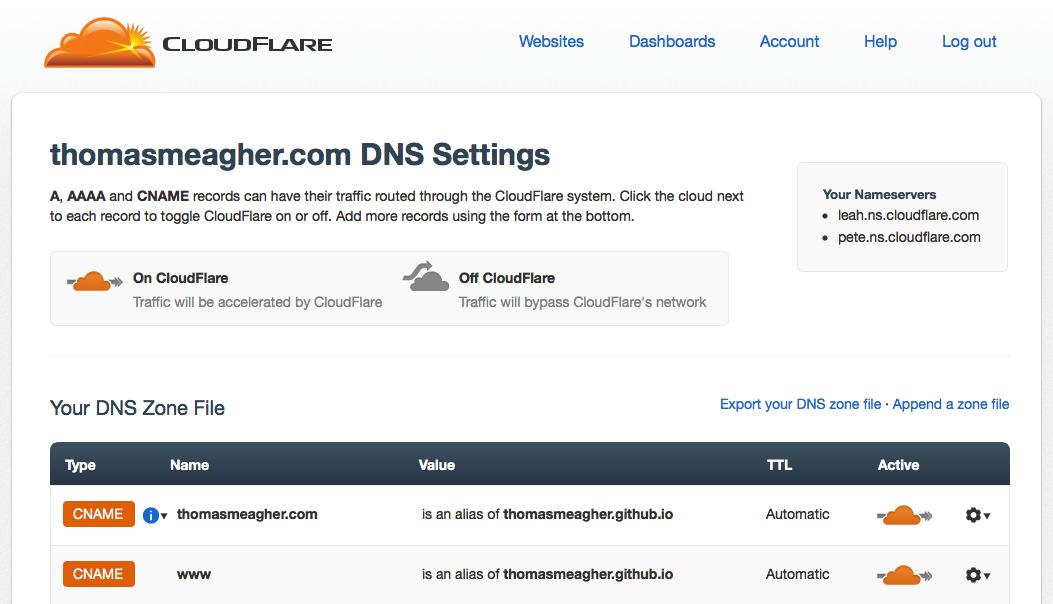 CLOUDFLARE
Websites Dashboards Account Help Log out
thomasmeagher.com DNS Settings
A, AAAA and CNAME records can have their traffic routed through the CloudFlare system. Click the cloud next
to each record to toggle CloudFlare on or off. Add more records using the form at the bottom.
Your Nameservers
• leah.ns.cloudflare.com
• pete.ns.cloudflare.com
On CloudFlare
Traffic will be accelerated by CloudFlare
Off CloudFlare
Traffic will bypass CloudFlare's network
Your DNS Zone File
Export your DNS zone file · Append a zone file
Type Name Value TTL Active
CNAME i thomasmeagher.com is an alias of thomasmeagher.github.io Automatic
CNAME www is an alias of thomasmeagher.github.io Automatic